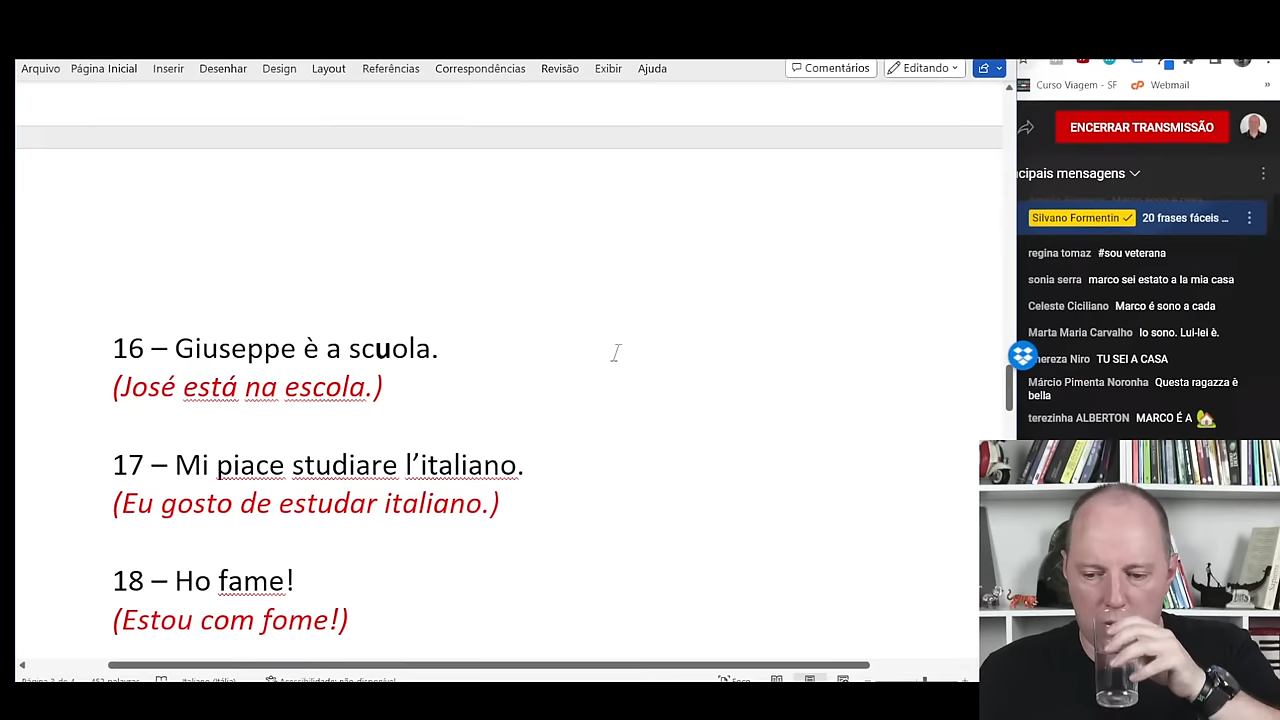 Arquivo Página Inicial Inserir Desenhar Design Layout Referências Correspondências Revisão Exibir Ajuda
Comentários
Editando
Curso Viagem - SF
Webmail
»
ENCERRAR TRANSMISSÃO
ncipais mensagens
Silvano Formentin 20 frases fáceis ...
regina tomaz #sou veterana
sonia serra marco sei estato a la mia casa
Celeste Ciciliano Marco é sono a cada
Marta Maria Carvalho Io sono. Lui-lei è.
hereza Niro TU SEI A CASA
Márcio Pimenta Noronha Questa ragazza è
bella
terezinha ALBERTON MARCO É A 🏡
16 – Giuseppe è a scuola.
(José está na escola.)
17 – Mi piace studiare l’italiano.
(Eu gosto de estudar italiano.)
18 – Ho fame!
(Estou com fome!)